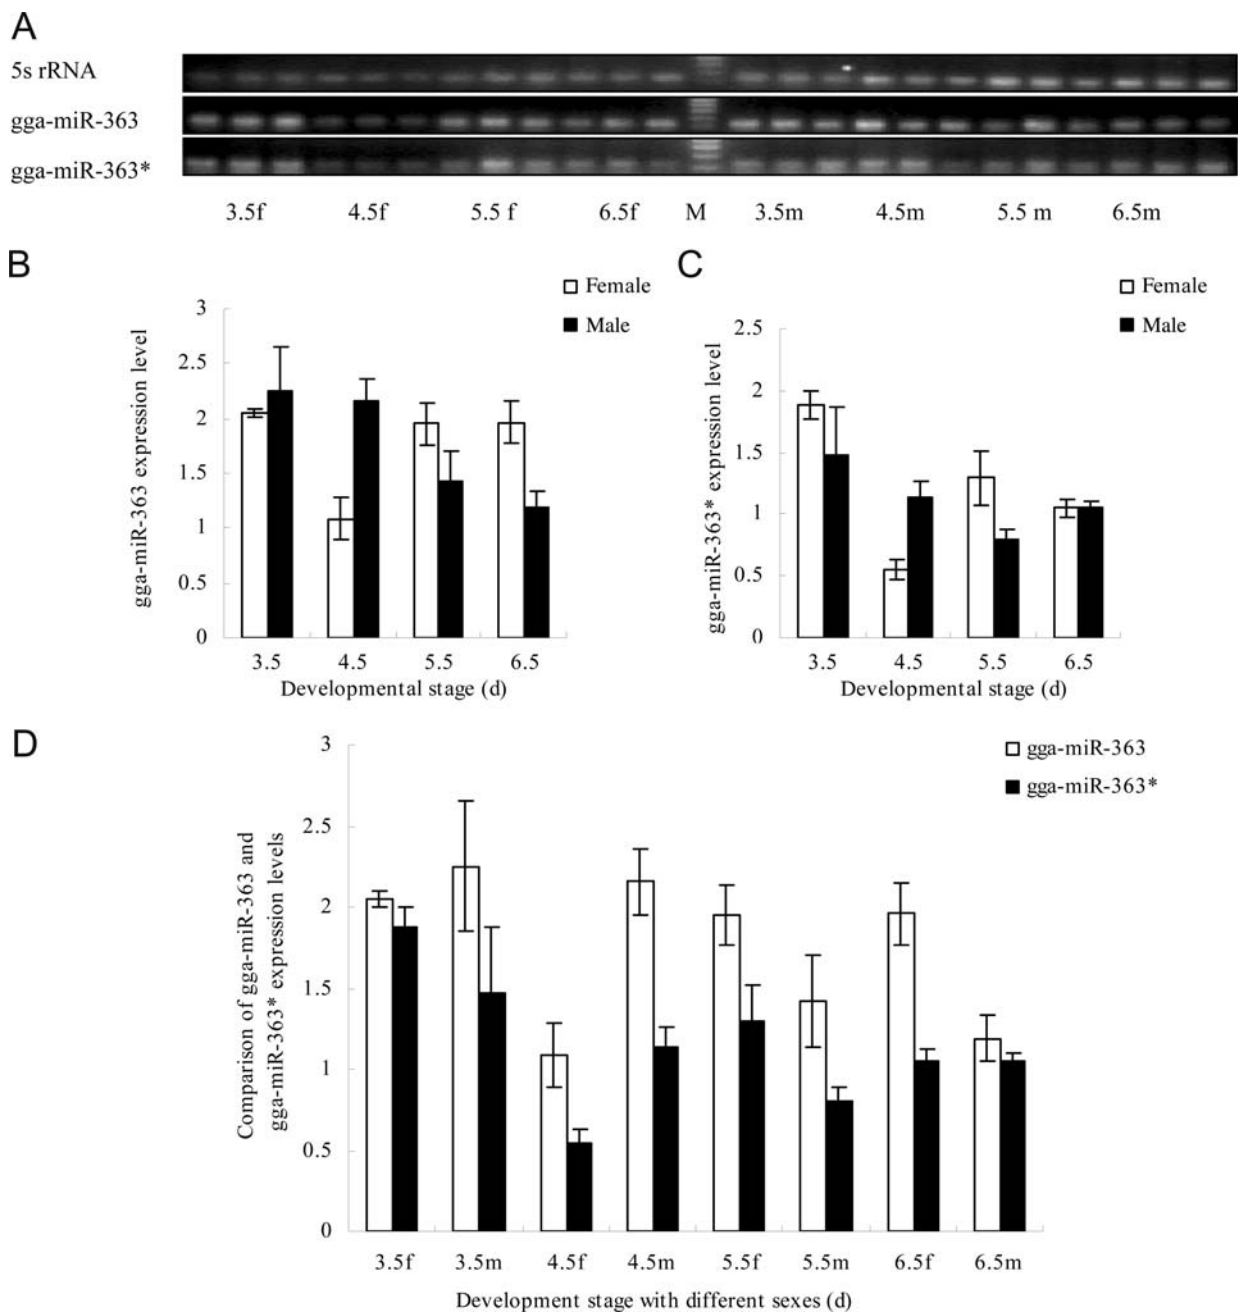 A
5s rRNA
gga-miR-363
gga-miR-363*
3.5f 4.5f 5.5 f 6.5f M 3.5m 4.5m 5.5 m 6.5m
B
Female
Male
gga-miR-363 expression level
3
2.5
2
1.5
1
0.5
0
3.5 4.5 5.5 6.5
Developmental stage (d)
C
Female
Male
gga-miR-363* expression level
2.5
2
1.5
1
0.5
0
3.5 4.5 5.5 6.5
Developmental stage (d)
D
gga-miR-363
gga-miR-363*
Comparison of gga-miR-363 and
gga-miR-363* expression levels
3
2.5
2
1.5
1
0.5
0
3.5f 3.5m 4.5f 4.5m 5.5f 5.5m 6.5f 6.5m
Development stage with different sexes (d)